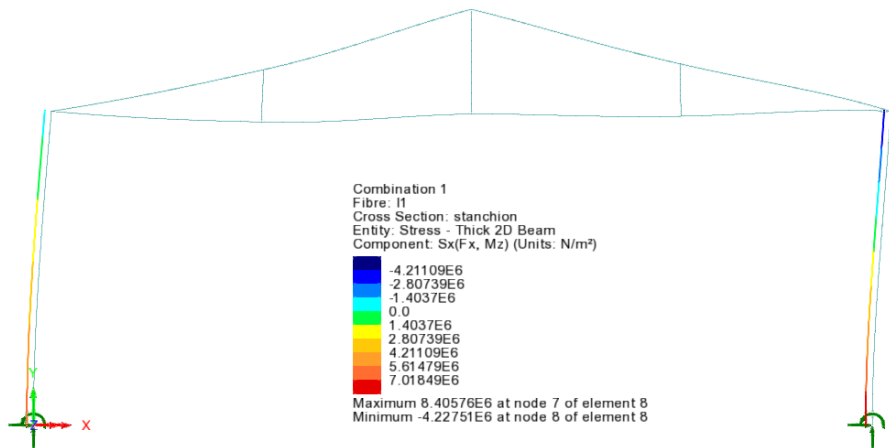 Combination 1
Fibre: I1
Cross Section: stanchion
Entity: Stress - Thick 2D Beam
Component: Sx(Fx, Mz) (Units: N/m²)
-4.21109E6
-2.80739E6
-1.4037E6
0.0
1.4037E6
2.80739E6
4.21109E6
5.61479E6
7.01849E6
Maximum 8.40576E6 at node 7 of element 8
Minimum -4.22751E6 at node 8 of element 8
Y
Z
X